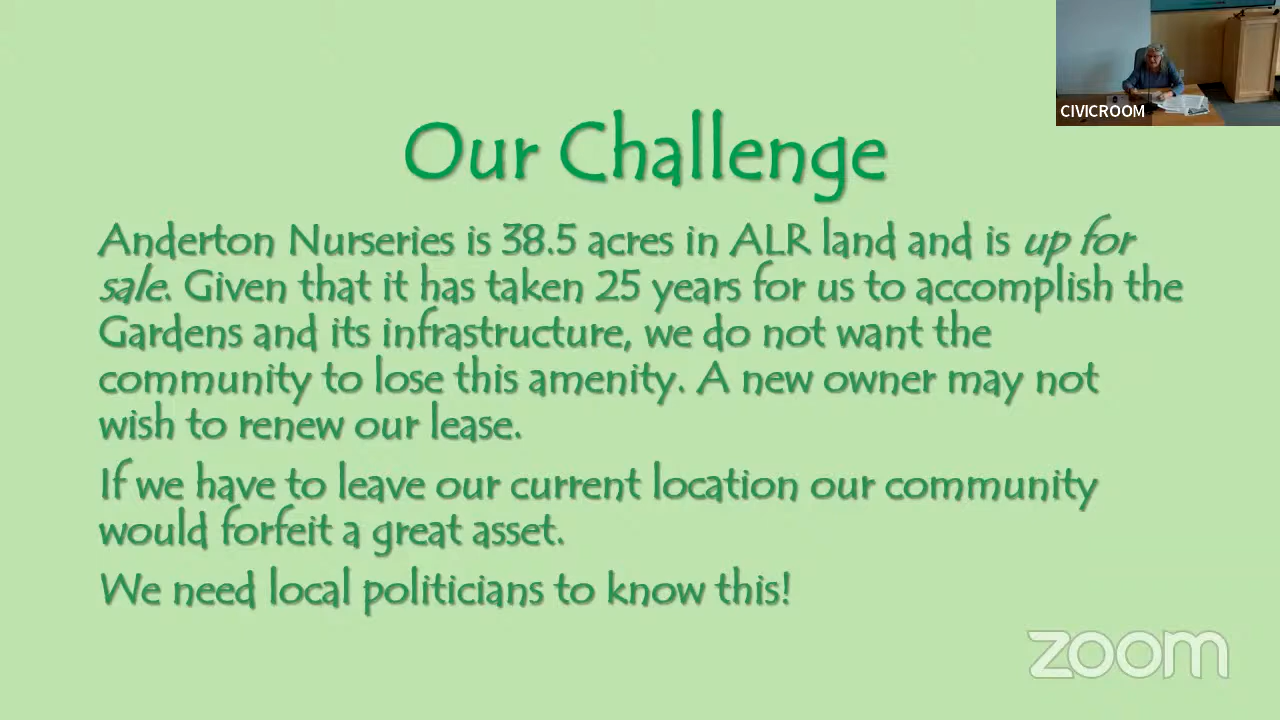 CIVICROOM
Our Challenge
Anderton Nurseries is 38.5 acres in ALR land and is up for
sale. Given that it has taken 25 years for us to accomplish the
Gardens and its infrastructure, we do not want the
community to lose this amenity. A new owner may not
wish to renew our lease.
If we have to leave our current location our community
would forfeit a great asset.
We need local politicians to know this!
zoom